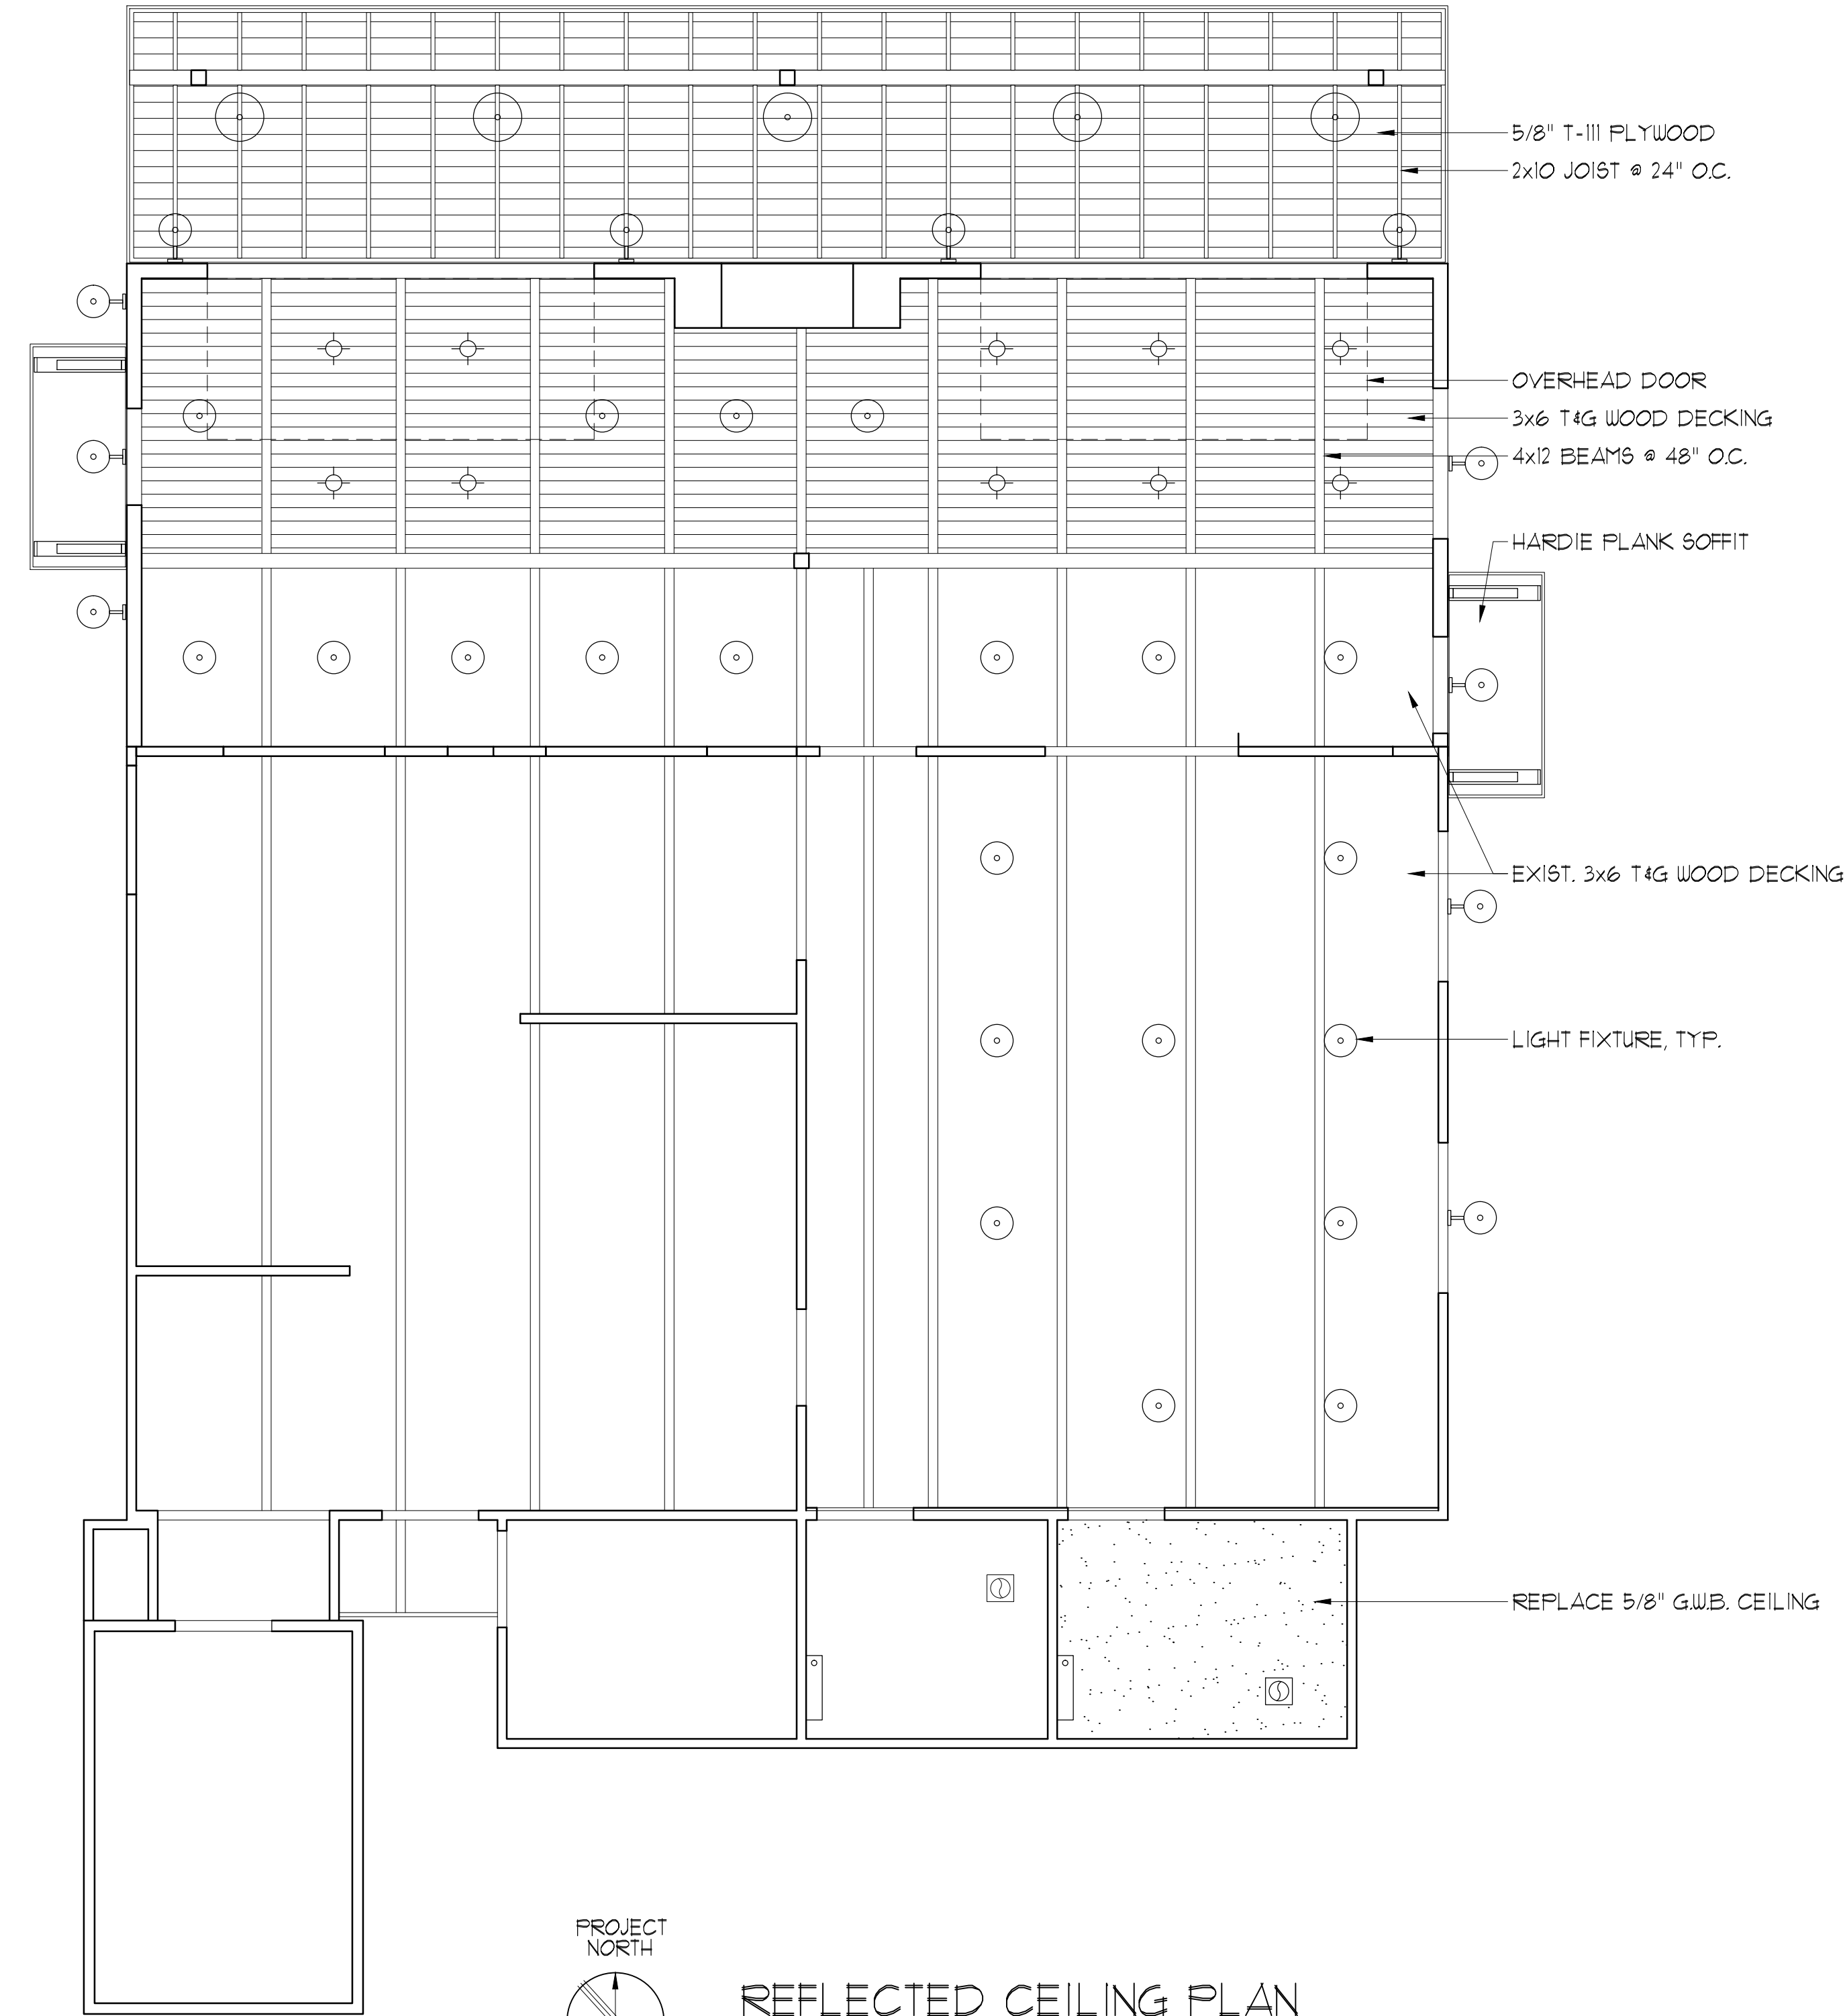 5/8" T-111 PLYWOOD
2x10 JOIST @ 24" O.C.
OVERHEAD DOOR
3x6 T&G WOOD DECKING
4x12 BEAMS @ 48" O.C.
HARDIE PLANK SOFFIT
EXIST. 3x6 T&G WOOD DECKING
LIGHT FIXTURE, TYP.
REPLACE 5/8" G.W.B. CEILING
PROJECT
NORTH
REFLECTED CEILING PLAN